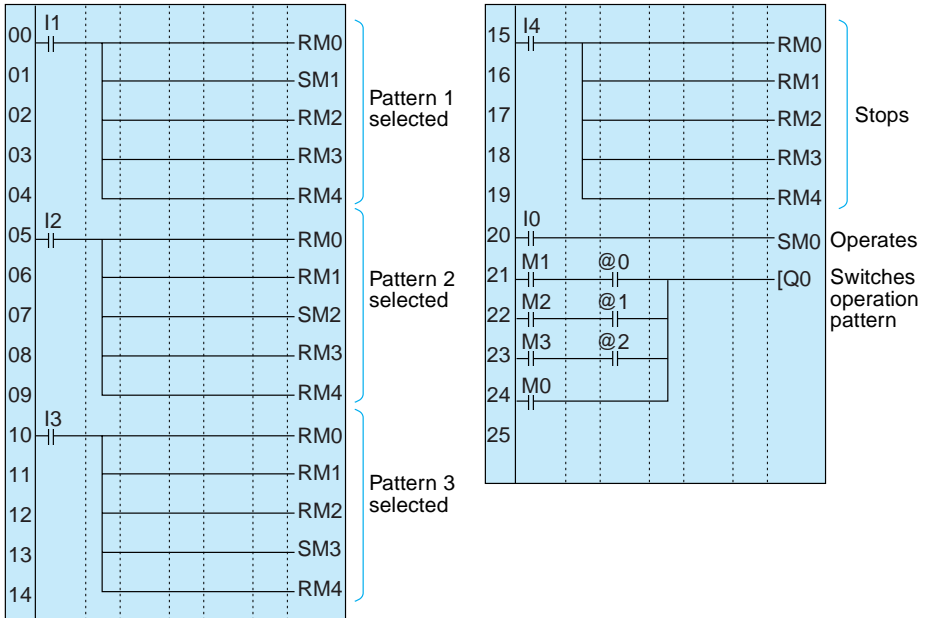 I1
00 RM0
01 SM1
02 RM2
03 RM3
04 RM4
Pattern 1
selected
I2
05 RM0
06 RM1
07 SM2
08 RM3
09 RM4
Pattern 2
selected
I3
10 RM0
11 RM1
12 RM2
13 SM3
14 RM4
Pattern 3
selected
I4
15 RM0
16 RM1
17 RM2
18 RM3
19 RM4
Stops
I0
20 SM0 Operates
M1 @0
21 [Q0 Switches
operation
pattern
M2 @1
22
M3 @2
23
M0
24
25